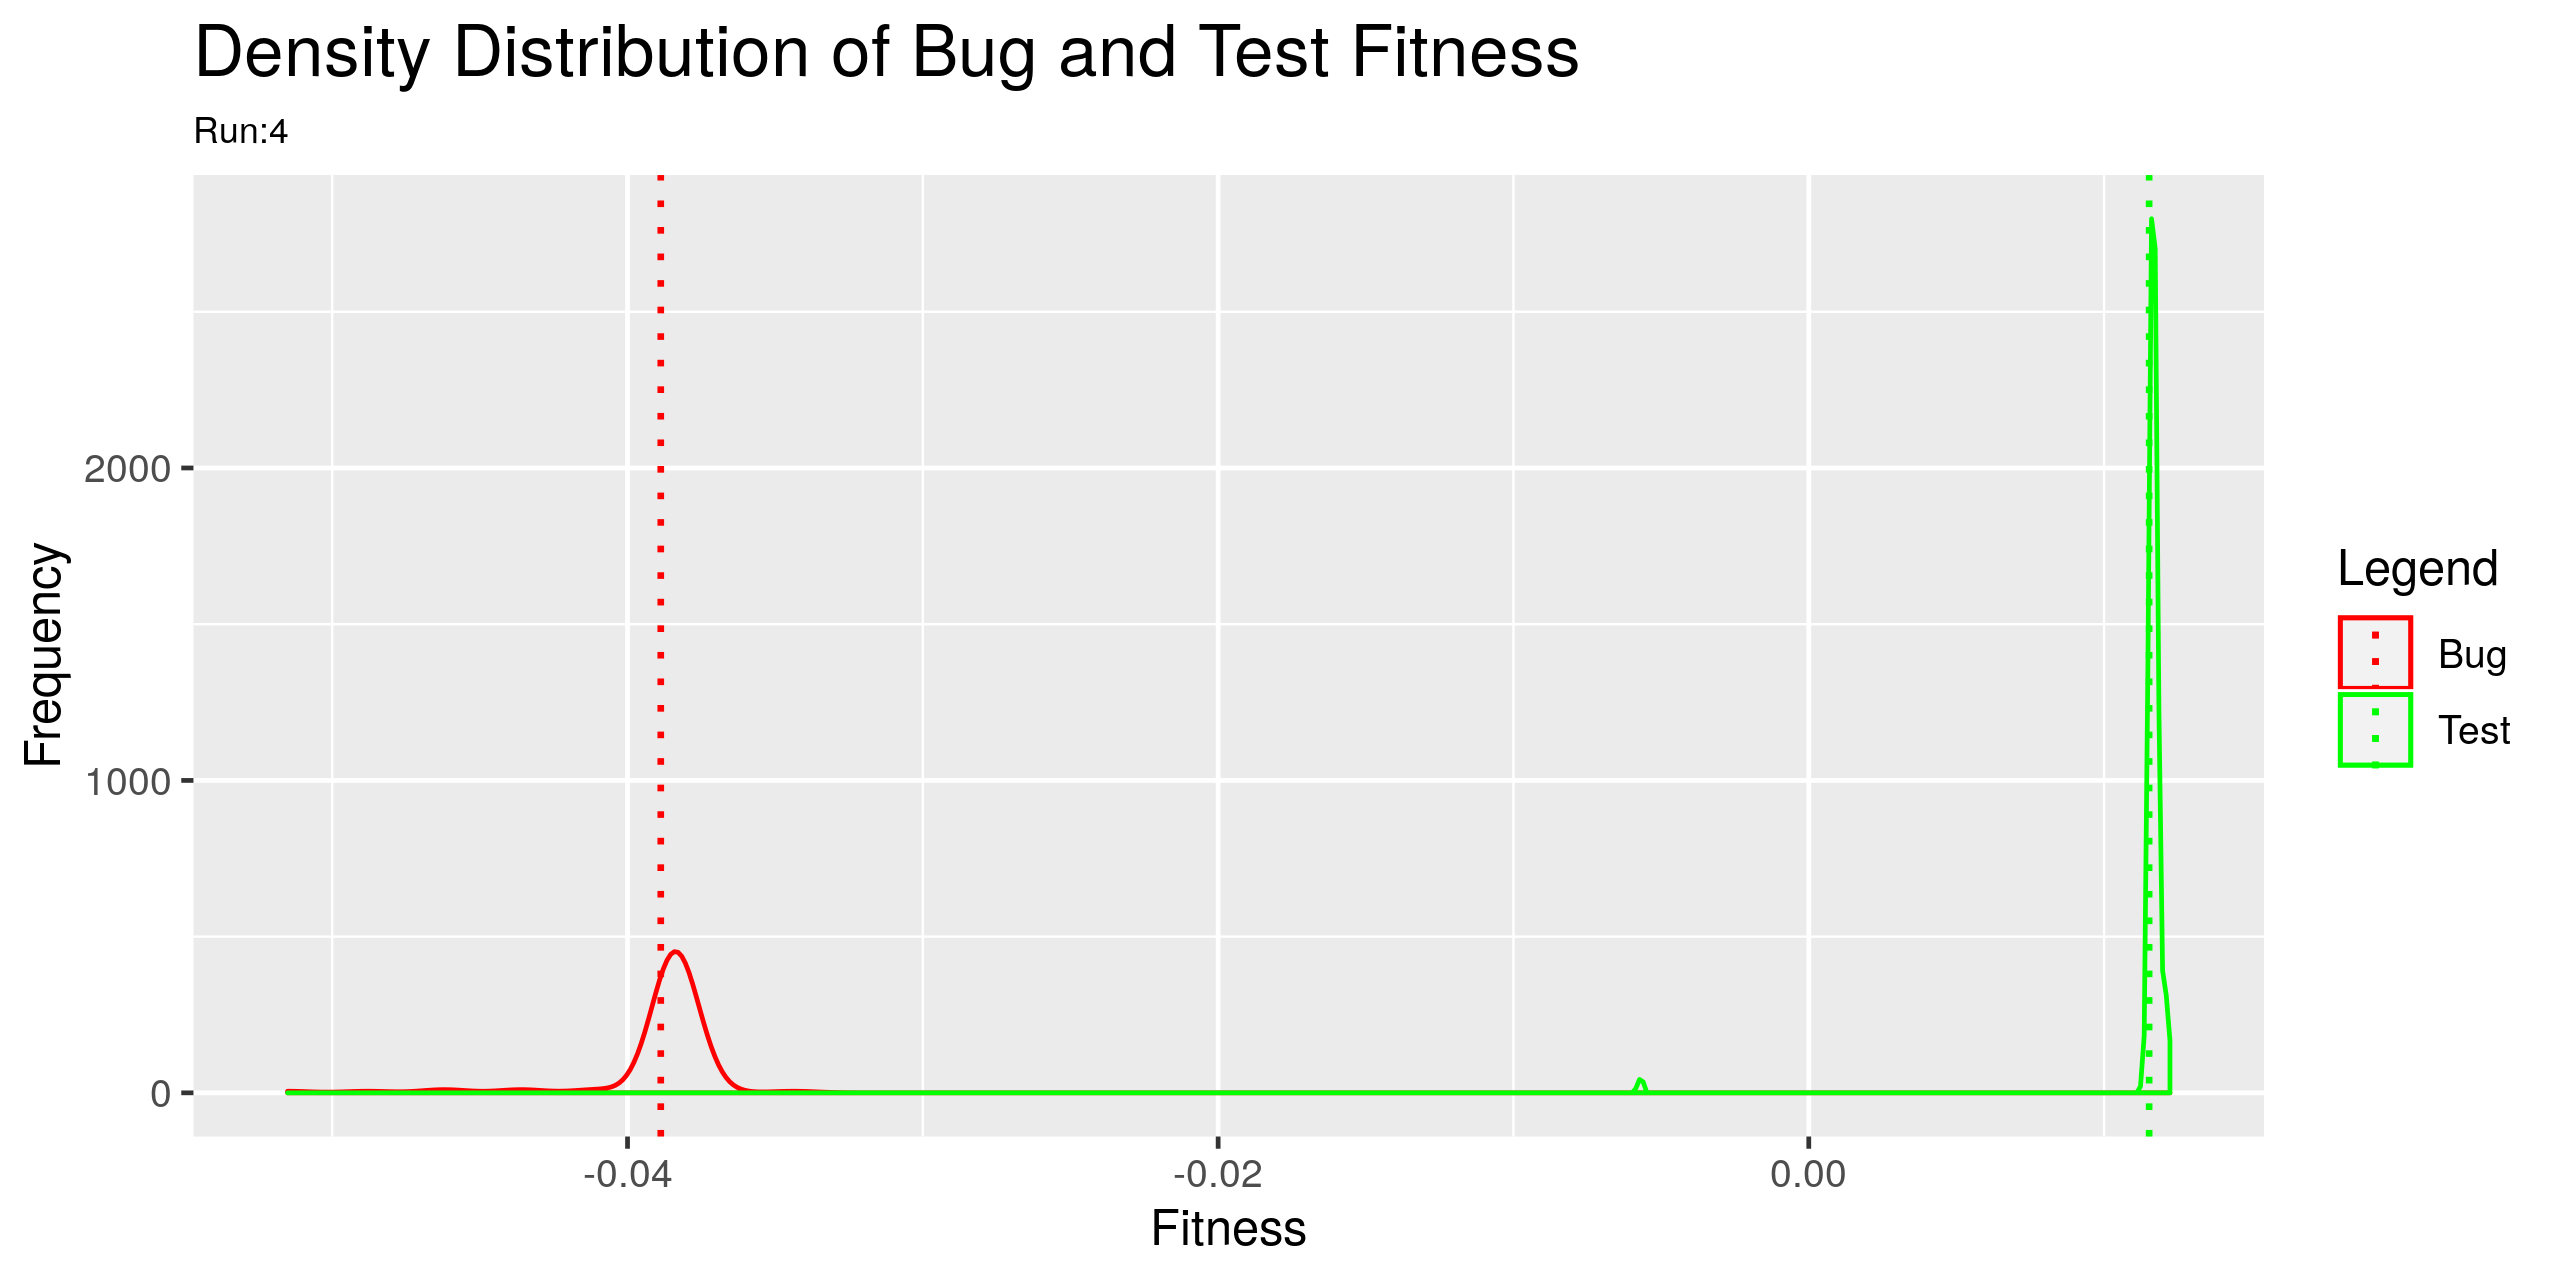 Density Distribution of Bug and Test Fitness
Run:4
Frequency
2000
1000
0
-0.04
-0.02
0.00
Fitness
Legend
Bug
Test